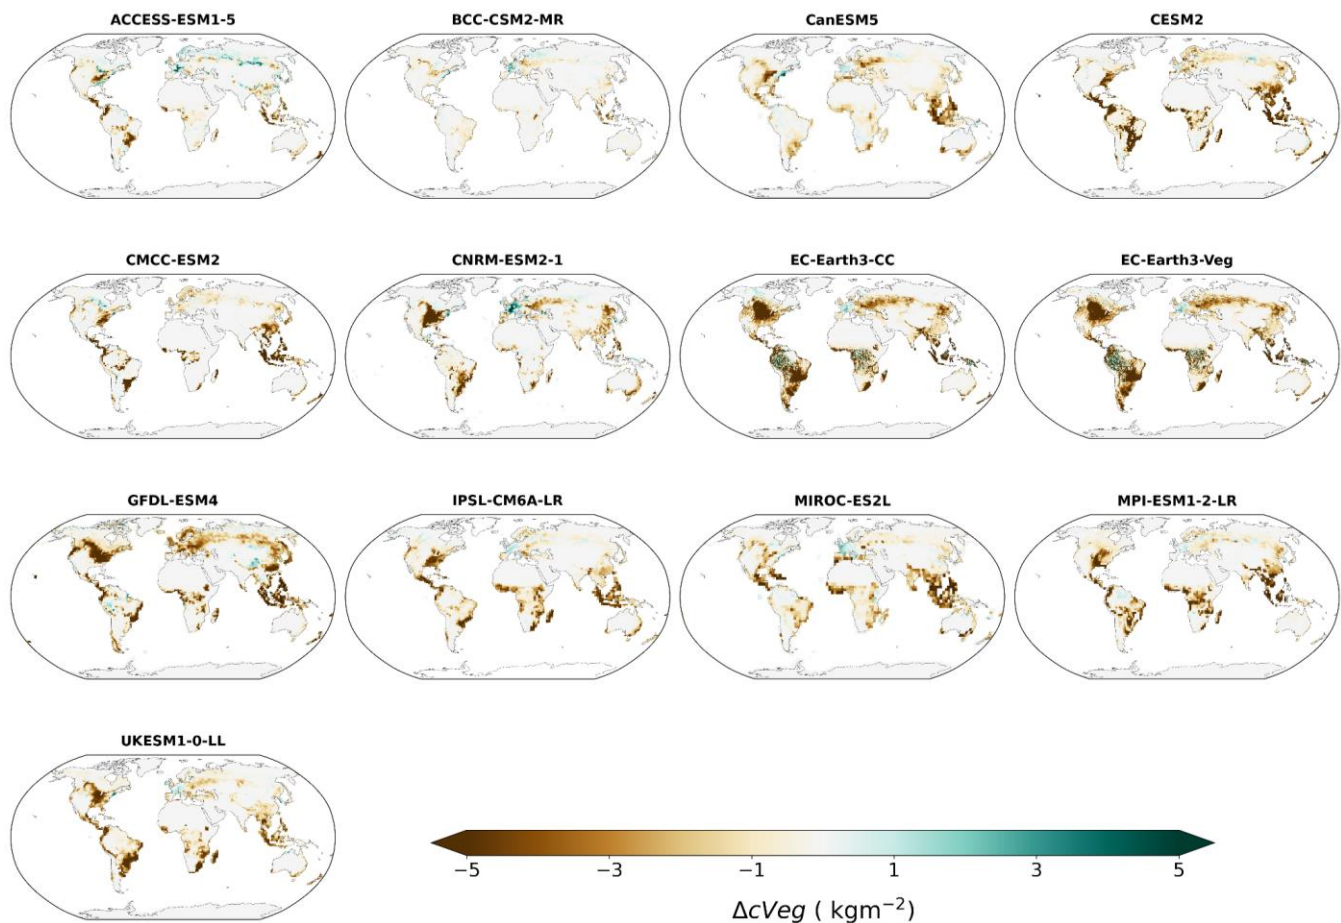 ACCESS-ESM1-5
BCC-CSM2-MR
CanESM5
CESM2
CMCC-ESM2
CNRM-ESM2-1
EC-Earth3-CC
EC-Earth3-Veg
GFDL-ESM4
IPSL-CM6A-LR
MIROC-ES2L
MPI-ESM1-2-LR
UKESM1-0-LL
−5 −3 −1 1 3 5
ΔcVeg ( kgm⁻²)